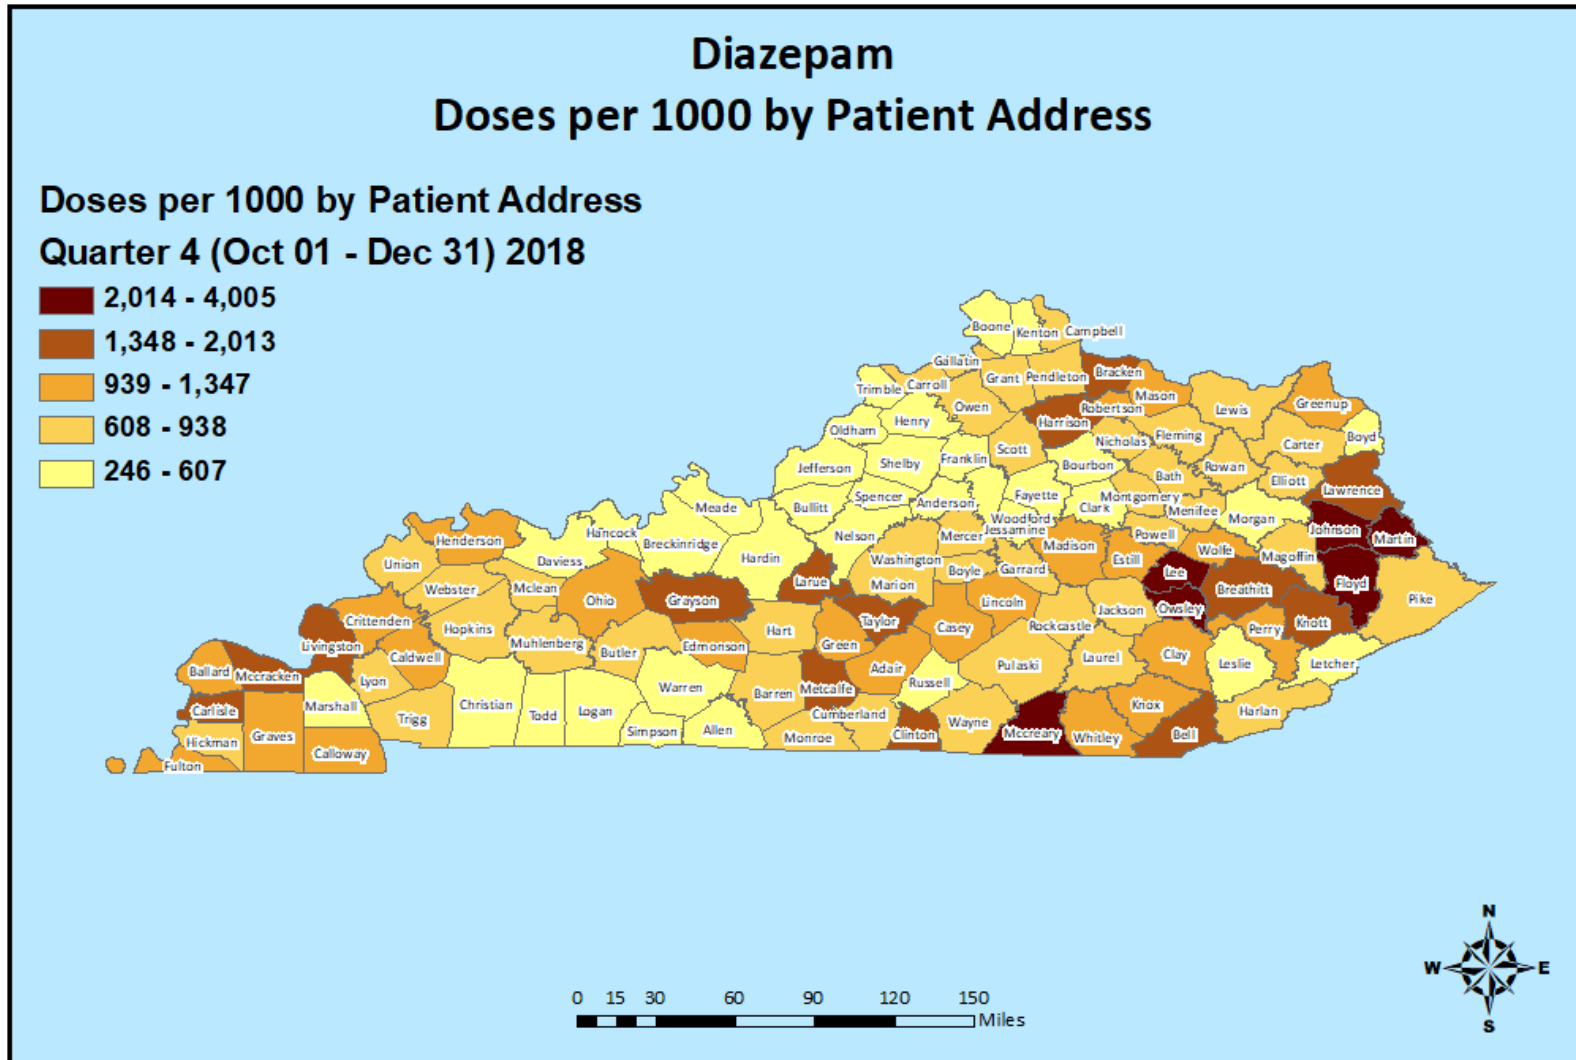 Diazepam
Doses per 1000 by Patient Address
Doses per 1000 by Patient Address
Quarter 4 (Oct 01 - Dec 31) 2018
2,014 - 4,005
1,348 - 2,013
939 - 1,347
608 - 938
246 - 607
Boone
Kenton
Campbell
Gallatin
Grant
Pendleton
Bracken
Trimble
Carroll
Owen
Mason
Robertson
Lewis
Greenup
Henry
Harrison
Oldham
Nicholas
Fleming
Carter
Boyd
Jefferson
Shelby
Franklin
Scott
Bourbon
Bath
Rowan
Elliott
Lawrence
Meade
Bullitt
Spencer
Anderson
Fayette
Clark
Montgomery
Menifee
Morgan
Woodford
Jessamine
Johnson
Martin
Henderson
Hancock
Daviess
Breckinridge
Hardin
Nelson
Mercer
Washington
Madison
Estill
Powell
Wolfe
Magoffin
Union
Webster
Mclean
Ohio
Grayson
Larue
Marion
Boyle
Garrard
Lee
Breathitt
Floyd
Pike
Crittenden
Hopkins
Muhlenberg
Butler
Edmonson
Hart
Green
Taylor
Casey
Lincoln
Rockcastle
Jackson
Owsley
Perry
Knott
Livingston
Caldwell
Ballard
Mccracken
Lyon
Warren
Barren
Metcalfe
Adair
Russell
Pulaski
Laurel
Clay
Leslie
Letcher
Carlisle
Marshall
Trigg
Christian
Todd
Logan
Simpson
Allen
Monroe
Cumberland
Clinton
Wayne
Mccreary
Whitley
Knox
Bell
Harlan
Hickman
Graves
Calloway
Fulton
N
W
E
S
0 15 30 60 90 120 150
Miles